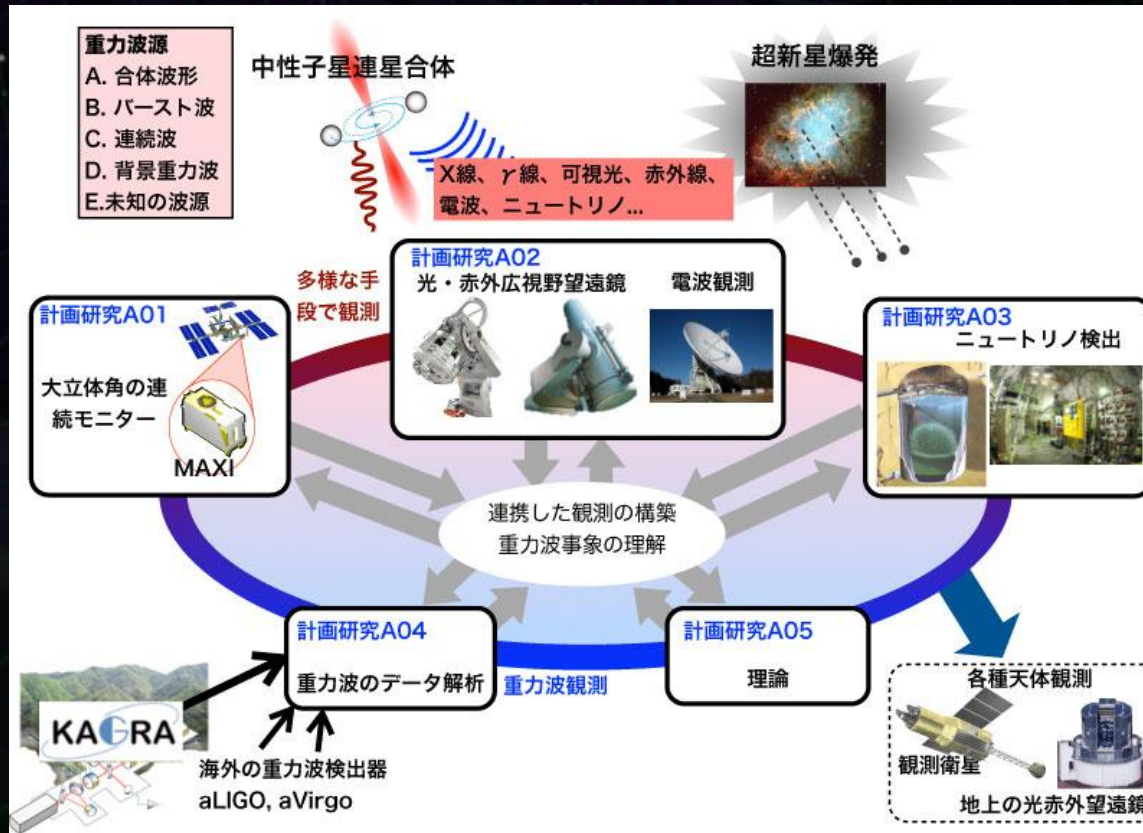 重力波源
A. 合体波形
B. バースト波
C. 連続波
D. 背景重力波
E.未知の波源
中性子星連星合体
超新星爆発
X線、γ線、可視光、赤外線、
電波、ニュートリノ...
多様な手
段で観測
計画研究A01
大立体角の連
続モニター
MAXI
計画研究A02
光・赤外広視野望遠鏡
電波観測
計画研究A03
ニュートリノ検出
連携した観測の構築
重力波事象の理解
計画研究A04
重力波のデータ解析
重力波観測
計画研究A05
理論
KAGRA
海外の重力波検出器
aLIGO, aVirgo
各種天体観測
観測衛星
地上の光赤外望遠鏡